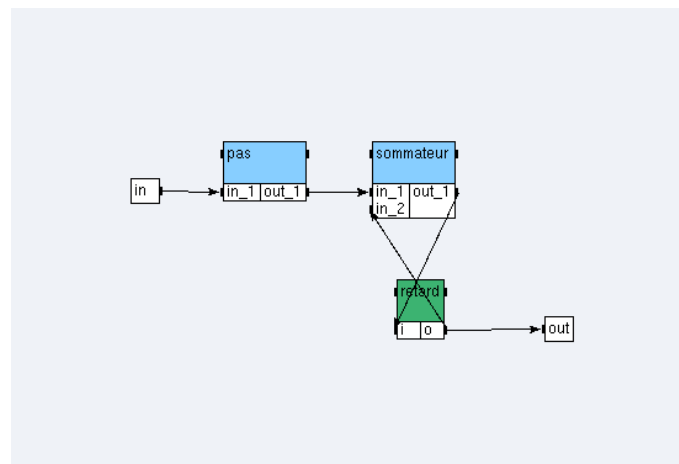 pas
sommateur
in
in_1 out_1
in_1 out_1
in_2
retard
i o
out